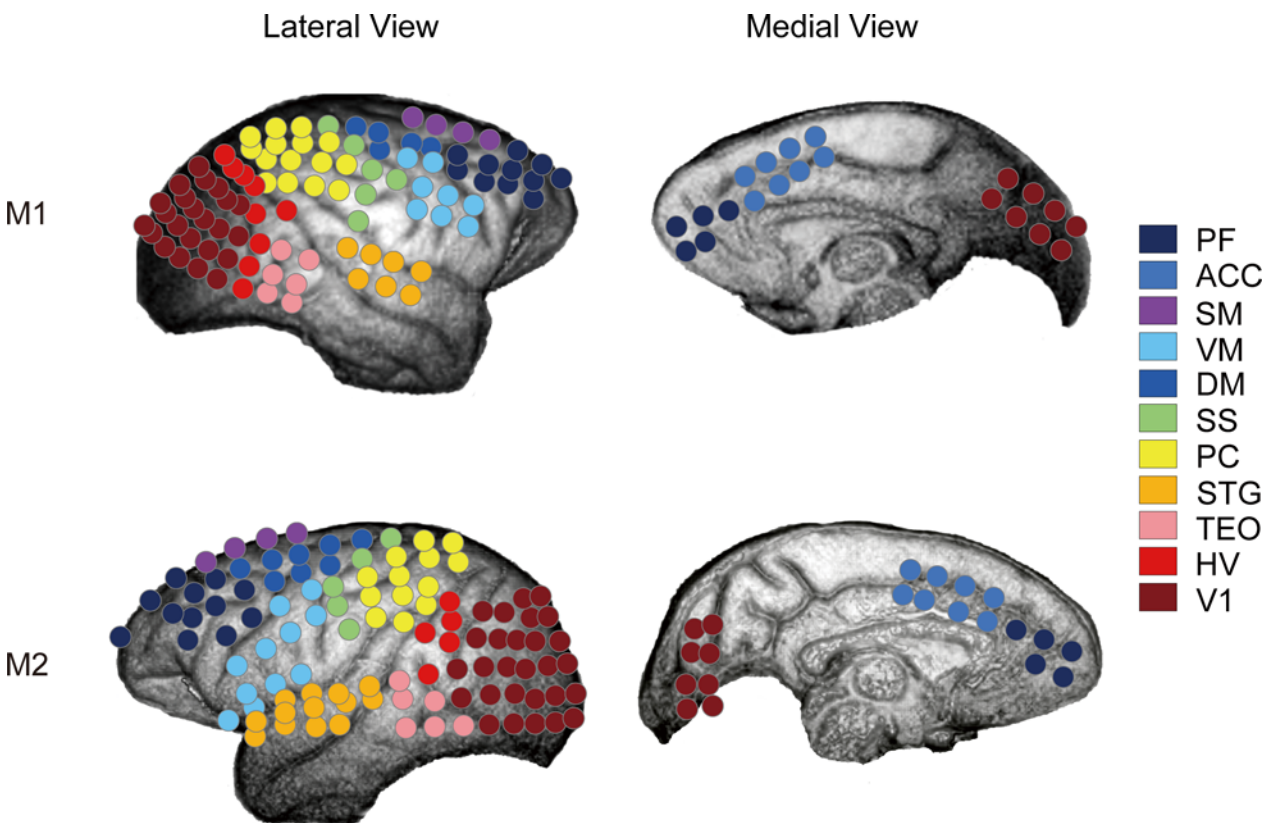 Lateral View
Medial View
M1
M2
PF
ACC
SM
VM
DM
SS
PC
STG
TEO
HV
V1